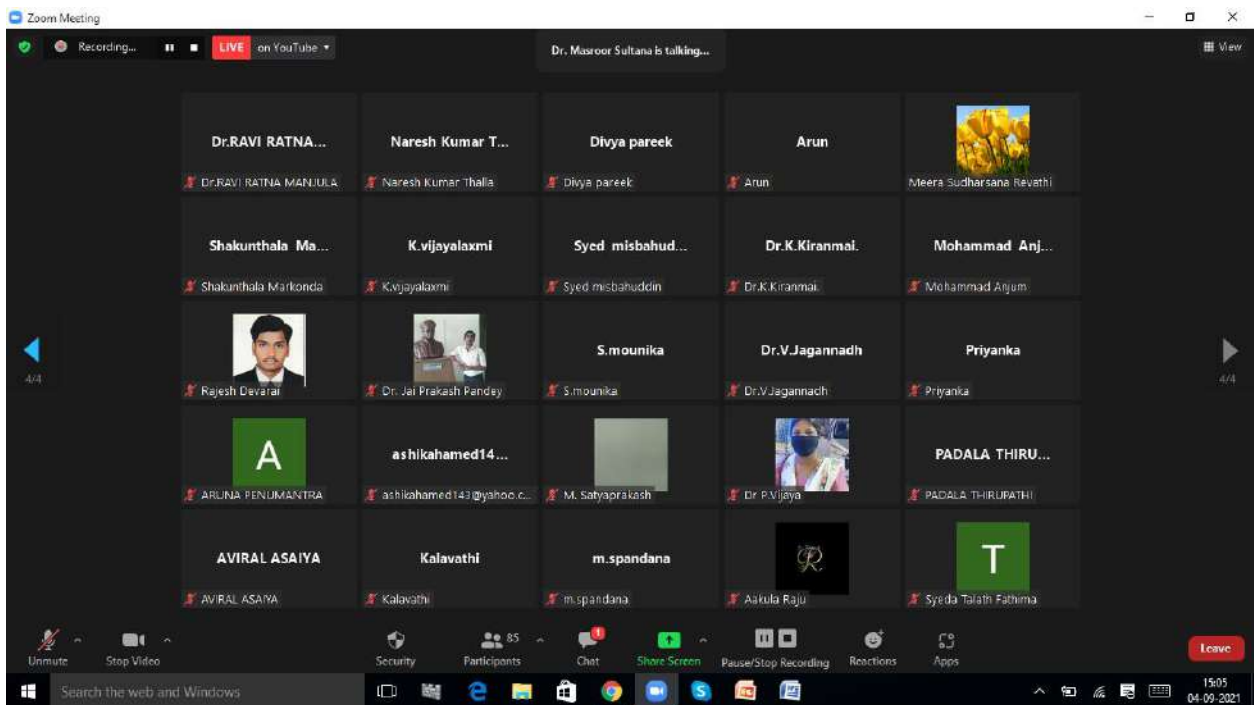 Zoom Meeting
Recording... LIVE on YouTube Dr. Masroor Sultana is talking... View
Dr.RAVI RATNA... Naresh Kumar T... Divya pareek Arun
Dr.RAVI RATNA MANJULA Naresh Kumar Thalla Divya pareek Arun Meera Sudharsana Revathi
Shakunthala Ma... K.vijayalaxmi Syed misbahud... Dr.K.Kiranmai. Mohammad Anj...
Shakunthala Markonda K.vijayalaxmi Syed misbahuddin Dr.K.Kiranmai. Mohammad Anjum
S.mounika Dr.V.Jagannadh Priyanka
4/4 4/4
Rajesh Devarai Dr. Jai Prakash Pandey S.mounika Dr.V.Jagannadh Priyanka
A ashikahamed14... PADALA THIRU...
ARUNA PENUMANTRA ashikahamed143@yahoo.c... M. Satyaprakash Dr P.Vijaya PADALA THIRUPATHI
AVIRAL ASAIYA Kalavathi m.spandana R T
AVIRAL ASAIYA Kalavathi m.spandana Aakula Raju Syeda Talath Fathima
85 1
Unmute Stop Video Security Participants Chat Share Screen Pause/Stop Recording Reactions Apps Leave
Search the web and Windows 15:05
04-09-2021